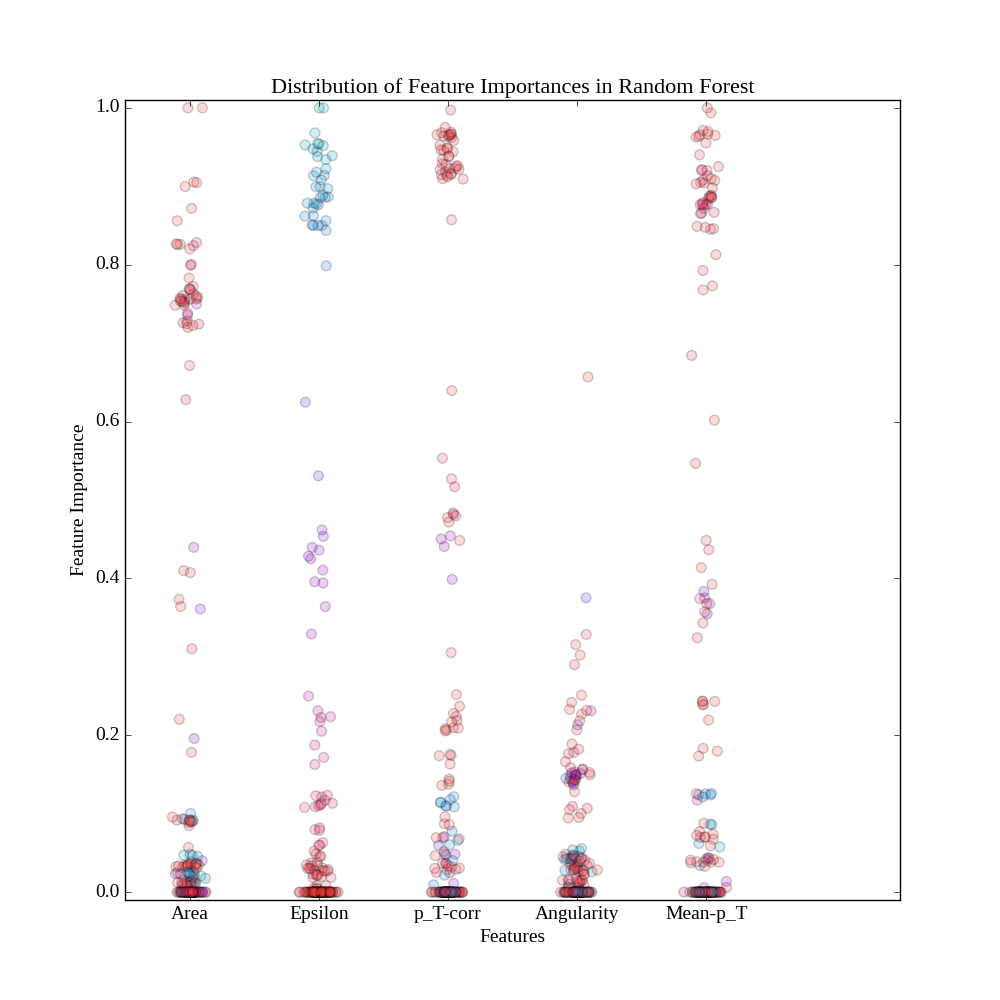 Distribution of Feature Importances in Random Forest
1.0
0.8
0.6
0.4
0.2
0.0
Feature Importance
Area Epsilon p_T-corr Angularity Mean-p_T
Features